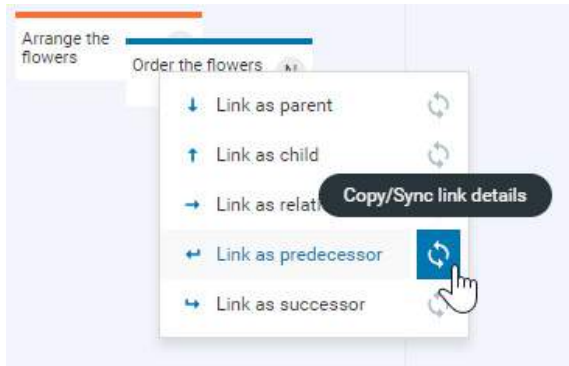 Arrange the
flowers
Order the flowers
Link as parent
Link as child
Link as
Copy/Sync link details
Link as predecessor
Link as successor